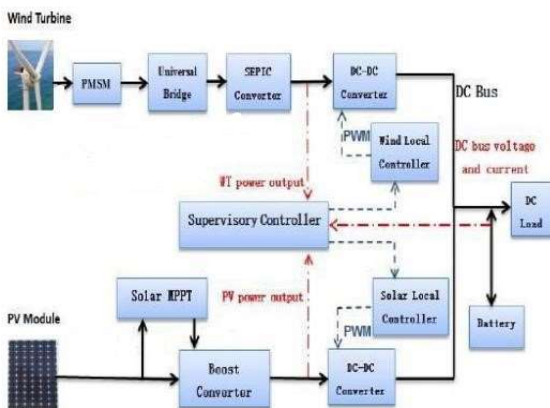 Wind Turbine
PMSM
Universal
Bridge
SEPIC
Converter
DC-DC
Converter
DC Bus
PWM
Wind Local
Controller
DC bus voltage
and current
WT power output
Supervisory Controller
DC
Load
Solar MPPT
PV power output
Solar Local
Controller
Battery
PV Module
PWM
Boost
Converter
DC-DC
Converter